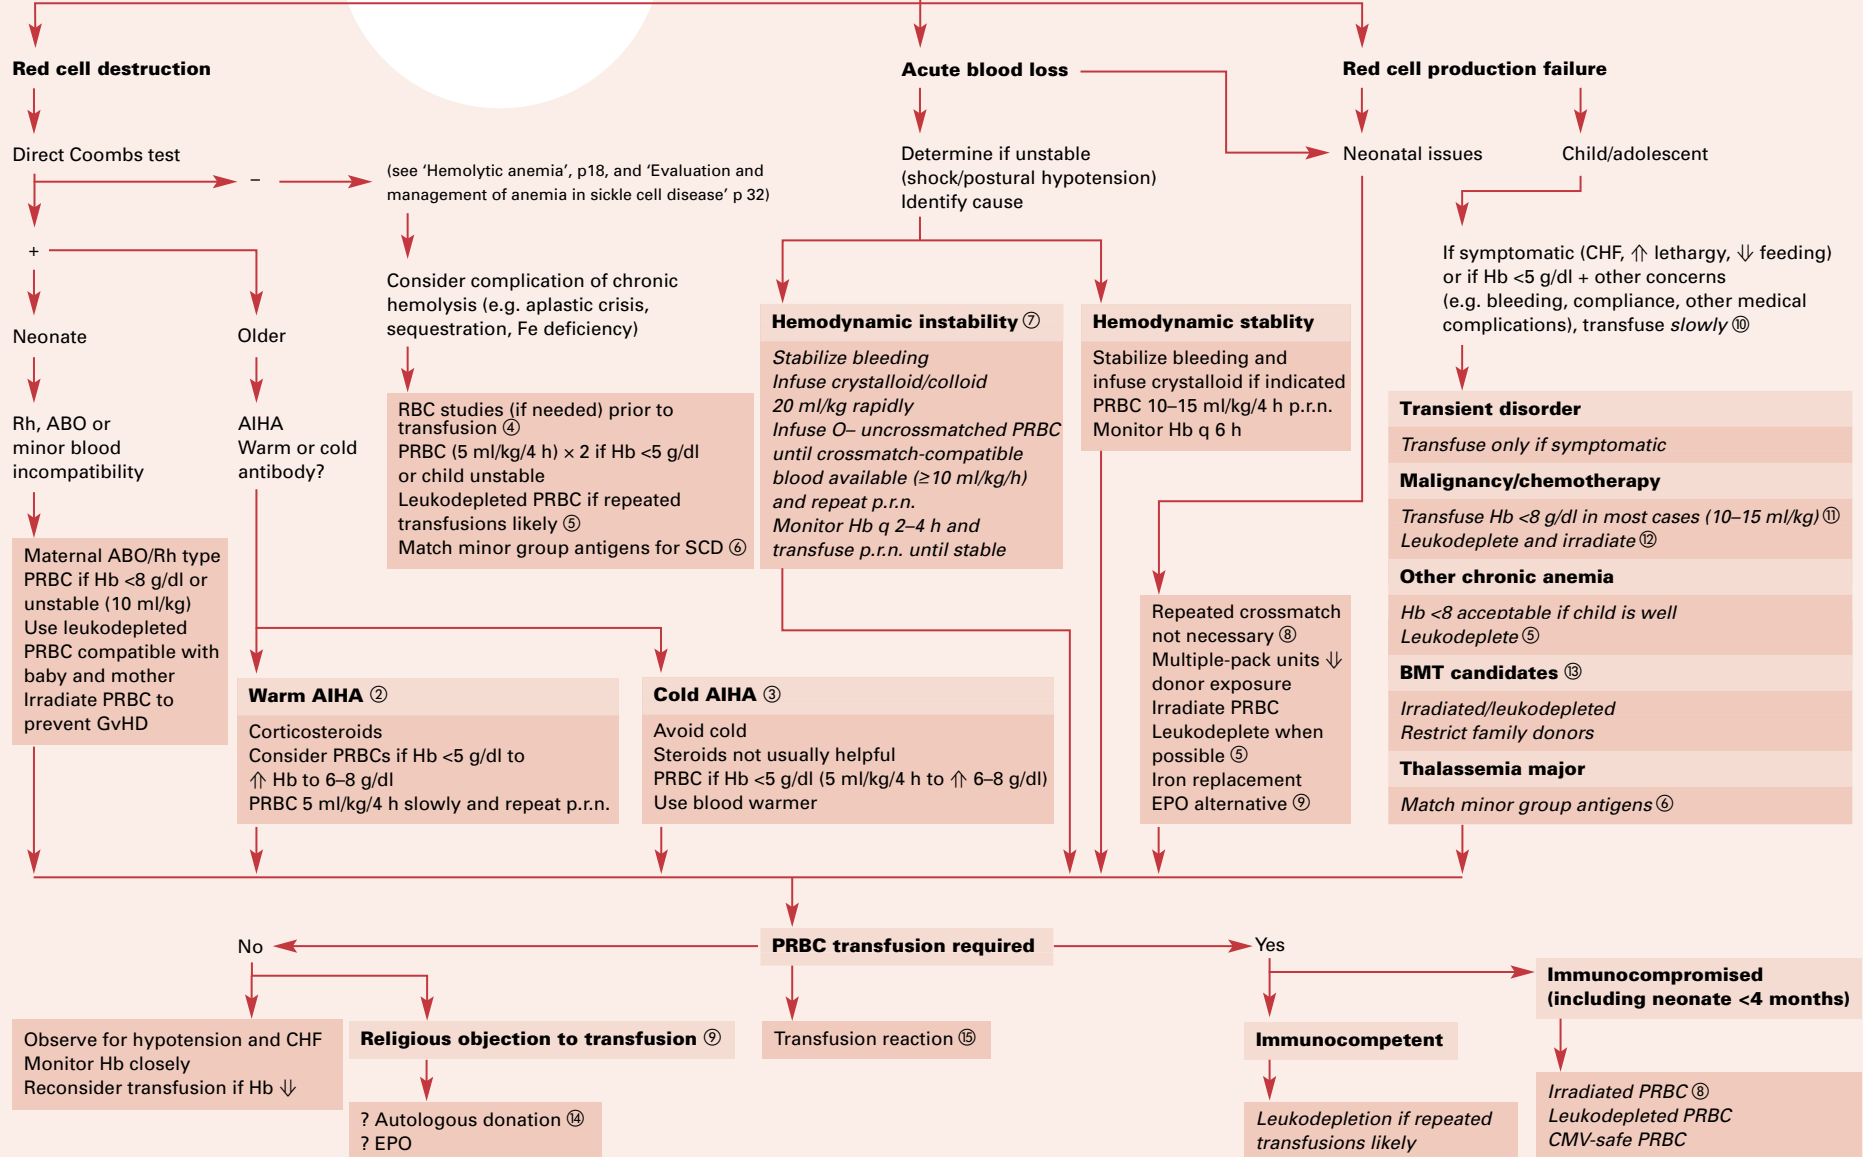 Red cell destruction
Acute blood loss
Red cell production failure
Direct Coombs test
–
(see 'Hemolytic anemia', p18, and 'Evaluation and
management of anemia in sickle cell disease' p 32)
Determine if unstable
(shock/postural hypotension)
Identify cause
Neonatal issues
Child/adolescent
+
Consider complication of chronic
hemolysis (e.g. aplastic crisis,
sequestration, Fe deficiency)
If symptomatic (CHF, ⇑ lethargy, ⇓ feeding)
or if Hb <5 g/dl + other concerns
(e.g. bleeding, compliance, other medical
complications), transfuse slowly ⑩
Neonate
Older
Hemodynamic instability ⑦
Stabilize bleeding
Infuse crystalloid/colloid
20 ml/kg rapidly
Infuse O– uncrossmatched PRBC
until crossmatch-compatible
blood available (≥10 ml/kg/h)
and repeat p.r.n.
Monitor Hb q 2–4 h and
transfuse p.r.n. until stable
Hemodynamic stablity
Stabilize bleeding and
infuse crystalloid if indicated
PRBC 10–15 ml/kg/4 h p.r.n.
Monitor Hb q 6 h
Rh, ABO or
minor blood
incompatibility
AIHA
Warm or cold
antibody?
RBC studies (if needed) prior to
transfusion ④
PRBC (5 ml/kg/4 h) × 2 if Hb <5 g/dl
or child unstable
Leukodepleted PRBC if repeated
transfusions likely ⑤
Match minor group antigens for SCD ⑥
Transient disorder
Transfuse only if symptomatic
Malignancy/chemotherapy
Transfuse Hb <8 g/dl in most cases (10–15 ml/kg) ⑪
Leukodeplete and irradiate ⑫
Other chronic anemia
Hb <8 acceptable if child is well
Leukodeplete ⑤
BMT candidates ⑬
Irradiated/leukodepleted
Restrict family donors
Thalassemia major
Match minor group antigens ⑥
Maternal ABO/Rh type
PRBC if Hb <8 g/dl or
unstable (10 ml/kg)
Use leukodepleted
PRBC compatible with
baby and mother
Irradiate PRBC to
prevent GvHD
Warm AIHA ②
Corticosteroids
Consider PRBCs if Hb <5 g/dl to
⇑ Hb to 6–8 g/dl
PRBC 5 ml/kg/4 h slowly and repeat p.r.n.
Cold AIHA ③
Avoid cold
Steroids not usually helpful
PRBC if Hb <5 g/dl (5 ml/kg/4 h to ⇑ 6–8 g/dl)
Use blood warmer
Repeated crossmatch
not necessary ⑧
Multiple-pack units ⇓
donor exposure
Irradiate PRBC
Leukodeplete when
possible ⑤
Iron replacement
EPO alternative ⑨
No
PRBC transfusion required
Yes
Observe for hypotension and CHF
Monitor Hb closely
Reconsider transfusion if Hb ⇓
Religious objection to transfusion ⑨
? Autologous donation ⑭
? EPO
Transfusion reaction ⑮
Immunocompetent
Leukodepletion if repeated
transfusions likely
Immunocompromised
(including neonate <4 months)
Irradiated PRBC ⑧
Leukodepleted PRBC
CMV-safe PRBC